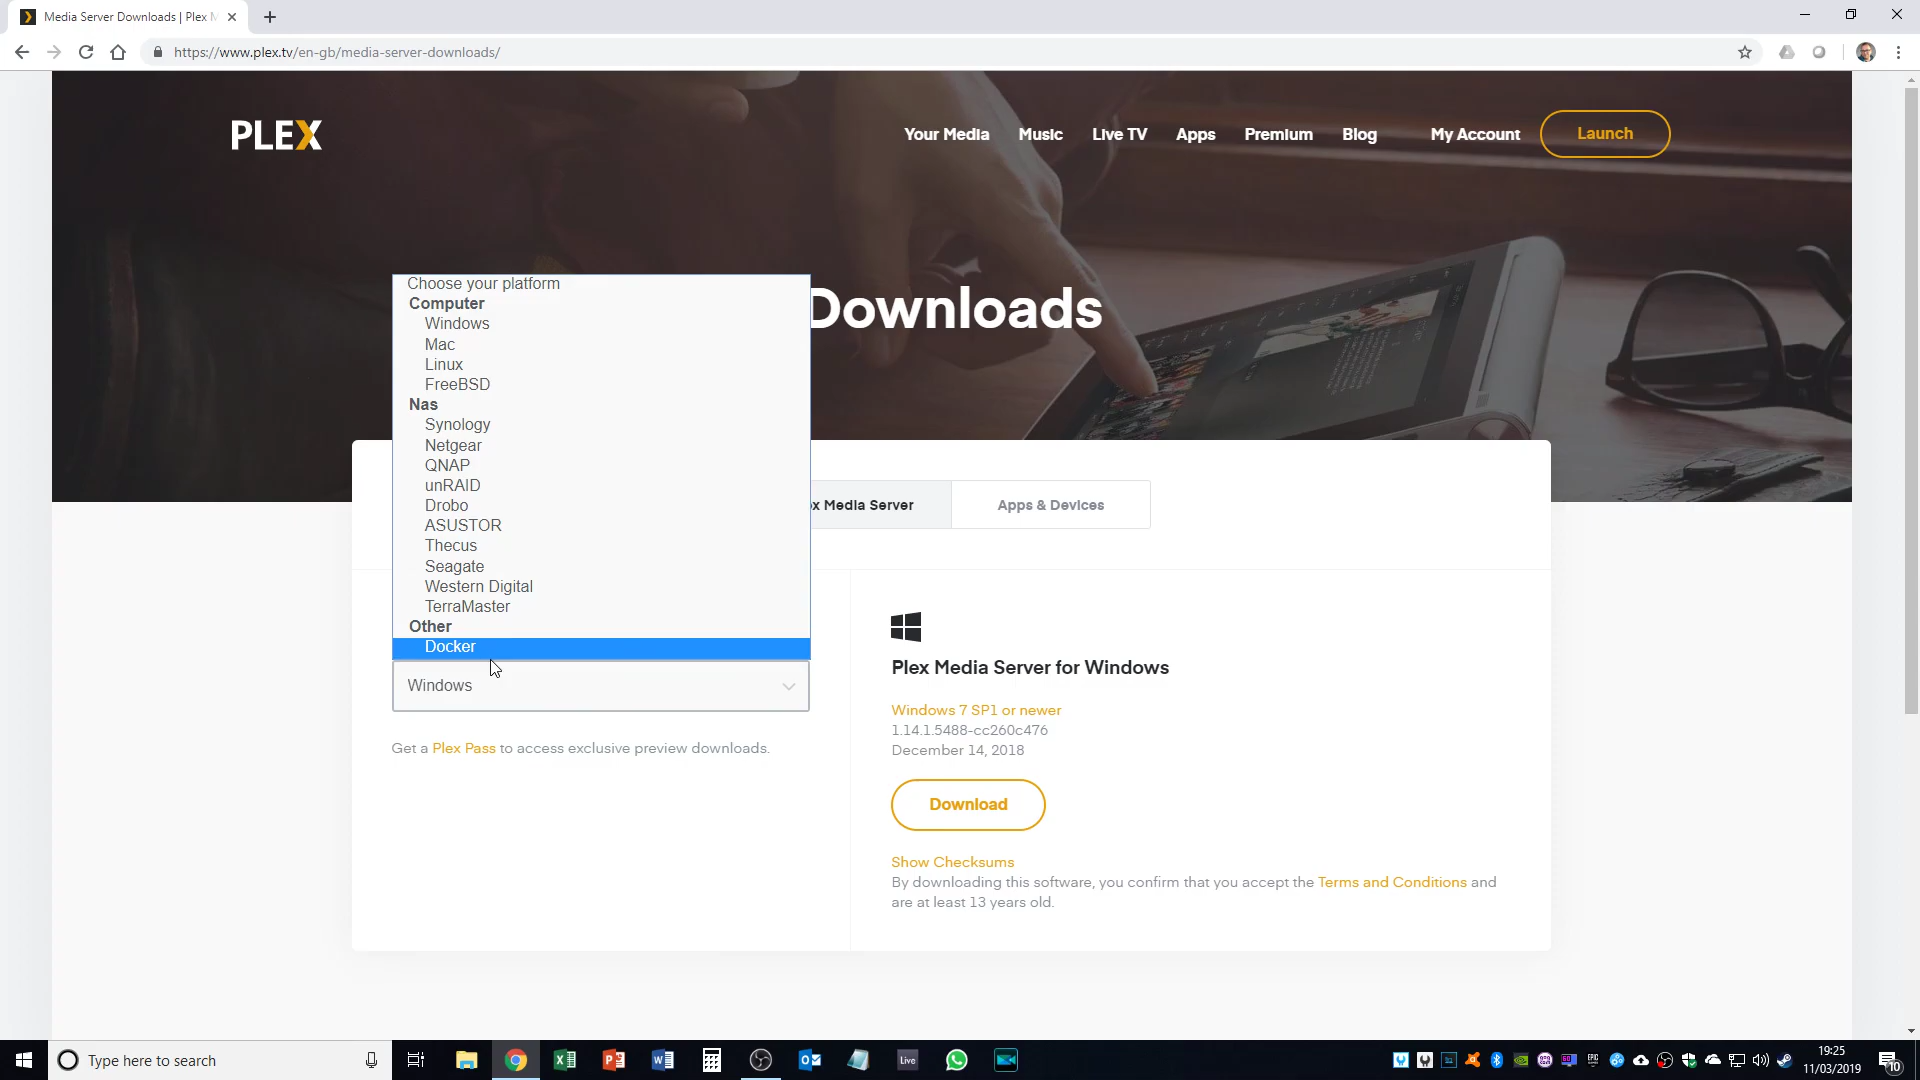 Media Server Downloads | Plex M
https://www.plex.tv/en-gb/media-server-downloads/
PLEX
Your Media
Music
Live TV
Apps
Premium
Blog
My Account
Launch
Downloads
Choose your platform
Computer
Windows
Mac
Linux
FreeBSD
Nas
Synology
Netgear
QNAP
unRAID
Drobo
ASUSTOR
Thecus
Seagate
Western Digital
TerraMaster
Other
Docker
Windows
Get a Plex Pass to access exclusive preview downloads.
ex Media Server
Apps & Devices
Plex Media Server for Windows
Windows 7 SP1 or newer
1.14.1.5488-cc260c476
December 14, 2018
Download
Show Checksums
By downloading this software, you confirm that you accept the Terms and Conditions and
are at least 13 years old.
Type here to search
Live
19:25
11/03/2019
10